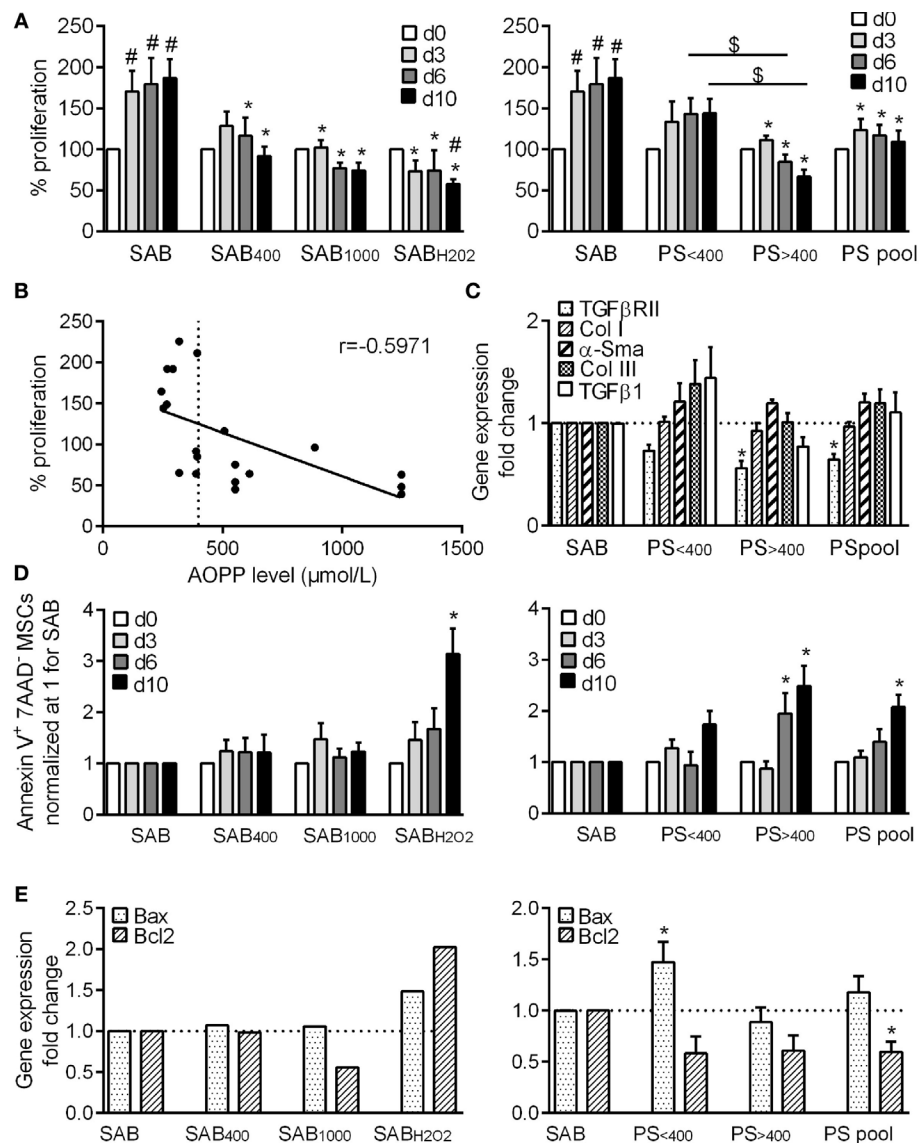 A
% proliferation
250
200
150
100
50
0
# # #
*
*
*
* *
* *
#
*
d0
d3
d6
d10
SAB SAB400 SAB1000 SABH2O2
250
200
150
100
50
0
# # #
$
$
*
*
*
* * *
d0
d3
d6
d10
SAB PS<400 PS>400 PS pool
B
% proliferation
250
200
150
100
50
0
r=-0.5971
0 500 1000 1500
AOPP level (µmol/L)
C
Gene expression
fold change
2
1
0
TGFβRII
Col I
α-Sma
Col III
TGFβ1
*
*
SAB PS<400 PS>400 PSpool
D
Annexin V+ 7AAD- MSCs
normalized at 1 for SAB
4
3
2
1
0
d0
d3
d6
d10
*
SAB SAB400 SAB1000 SABH2O2
4
3
2
1
0
d0
d3
d6
d10
* *
*
SAB PS<400 PS>400 PS pool
E
Gene expression
fold change
2.5
2.0
1.5
1.0
0.5
0.0
Bax
Bcl2
SAB SAB400 SAB1000 SABH2O2
2.0
1.5
1.0
0.5
0.0
Bax
Bcl2
*
*
SAB PS<400 PS>400 PS pool